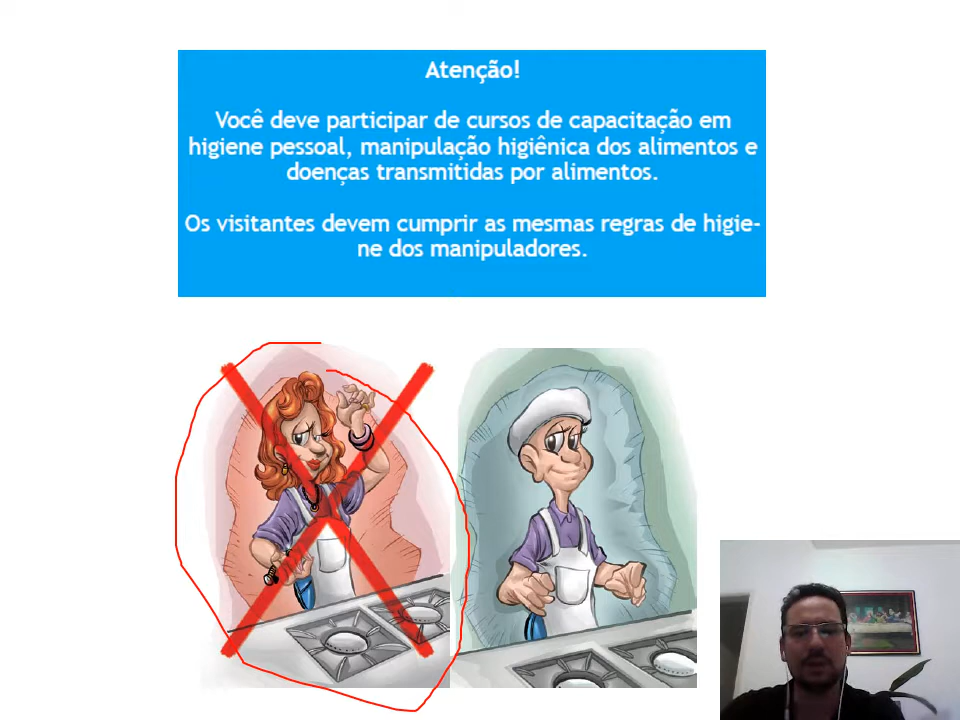 Atenção!
Você deve participar de cursos de capacitação em
higiene pessoal, manipulação higiênica dos alimentos e
doenças transmitidas por alimentos.
Os visitantes devem cumprir as mesmas regras de higie-
ne dos manipuladores.